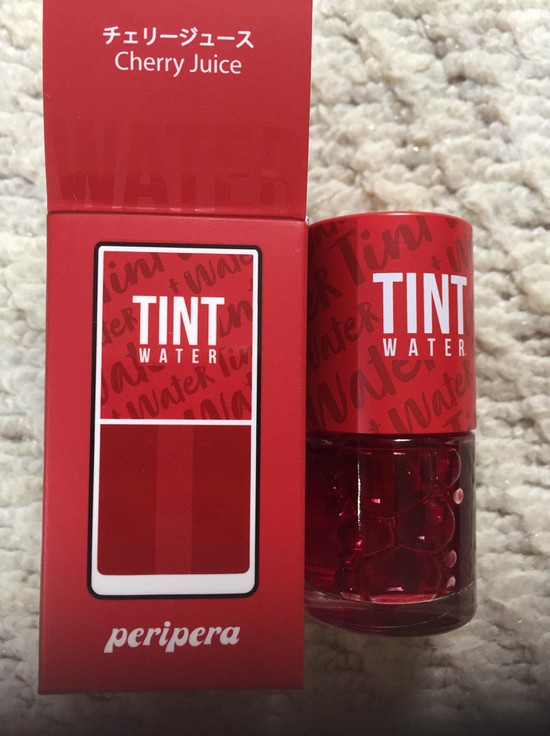 チェリージュース
Cherry Juice
WATER
TINT
WATER
peripera
TINT
WATER